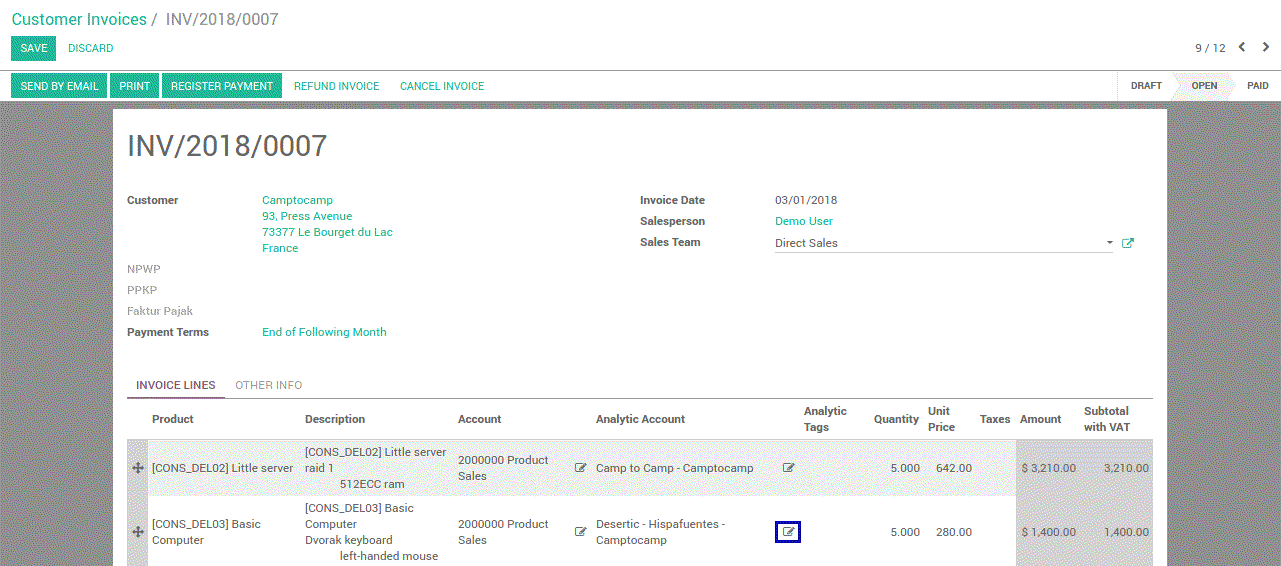 Customer Invoices / INV/2018/0007
SAVE DISCARD 9 / 12
SEND BY EMAIL PRINT REGISTER PAYMENT REFUND INVOICE CANCEL INVOICE DRAFT OPEN PAID
INV/2018/0007
Customer Camptocamp Invoice Date 03/01/2018
93, Press Avenue Salesperson Demo User
73377 Le Bourget du Lac Sales Team Direct Sales
France
NPWP
PPKP
Faktur Pajak
Payment Terms End of Following Month
INVOICE LINES OTHER INFO
Product Description Account Analytic Account Analytic Tags Quantity Unit Price Taxes Amount Subtotal with VAT
[CONS_DEL02] Little server [CONS_DEL02] Little server
raid 1
512ECC ram
2000000 Product
Sales
Camp to Camp - Camptocamp 5.000 642.00 $ 3,210.00 3,210.00
[CONS_DEL03] Basic
Computer
[CONS_DEL03] Basic
Computer
Dvorak keyboard
left-handed mouse
2000000 Product
Sales
Desertic - Hispafuentes -
Camptocamp
5.000 280.00 $ 1,400.00 1,400.00